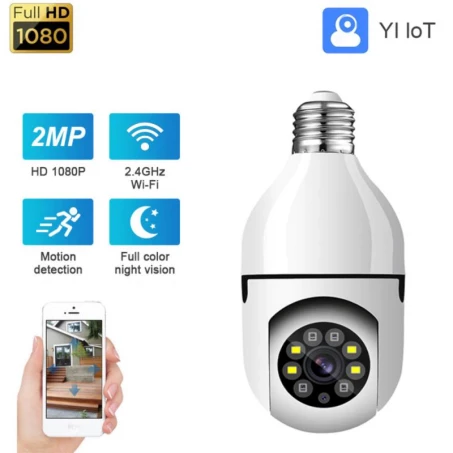 Full HD
1080
YI IoT
2MP
HD 1080P
2.4GHz
Wi-Fi
Motion
detection
Full color
night vision